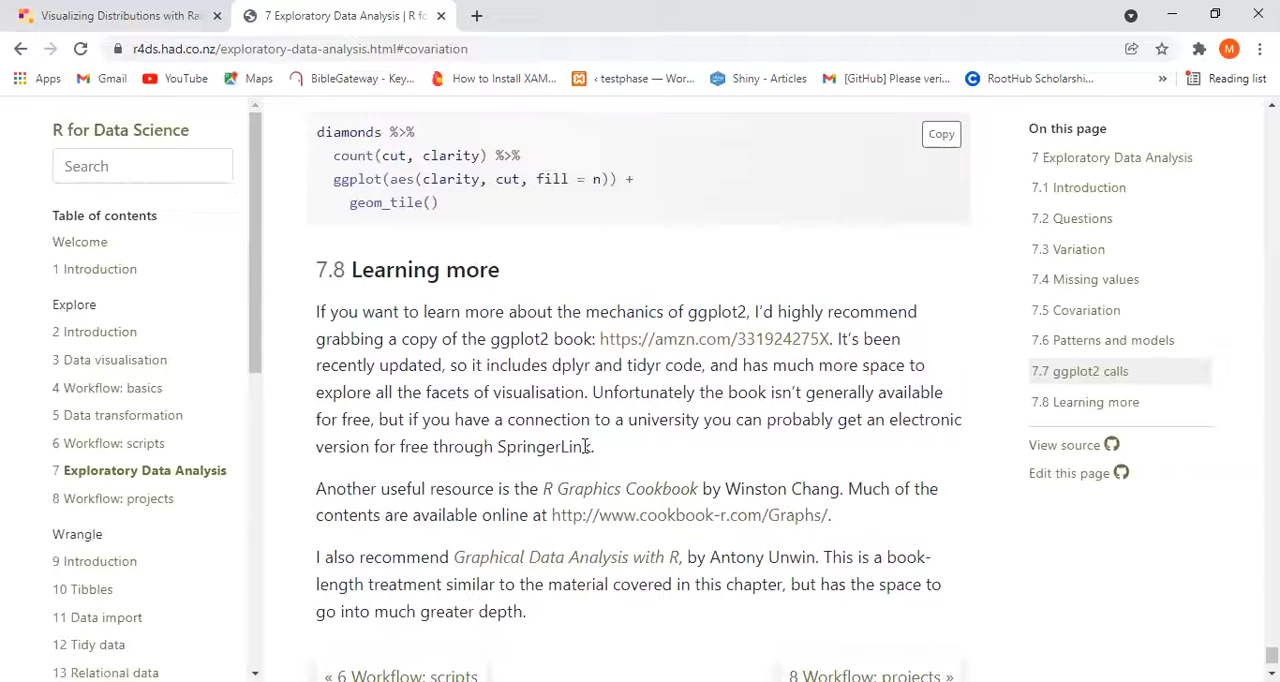 Visualizing Distributions with Ra
7 Exploratory Data Analysis | R fo
r4ds.had.co.nz/exploratory-data-analysis.html#covariation
M
Apps
Gmail
YouTube
Maps
BibleGateway - Key...
How to Install XAM...
‹ testphase — Wor...
Shiny - Articles
[GitHub] Please veri...
RootHub Scholarshi...
»
Reading list
R for Data Science
Search
Table of contents
Welcome
1 Introduction
Explore
2 Introduction
3 Data visualisation
4 Workflow: basics
5 Data transformation
6 Workflow: scripts
7 Exploratory Data Analysis
8 Workflow: projects
Wrangle
9 Introduction
10 Tibbles
11 Data import
12 Tidy data
13 Relational data
diamonds %>%
count(cut, clarity) %>%
ggplot(aes(clarity, cut, fill = n)) +
geom_tile()
Copy
7.8 Learning more
If you want to learn more about the mechanics of ggplot2, I’d highly recommend
grabbing a copy of the ggplot2 book: https://amzn.com/331924275X. It’s been
recently updated, so it includes dplyr and tidyr code, and has much more space to
explore all the facets of visualisation. Unfortunately the book isn’t generally available
for free, but if you have a connection to a university you can probably get an electronic
version for free through SpringerLink.
Another useful resource is the R Graphics Cookbook by Winston Chang. Much of the
contents are available online at http://www.cookbook-r.com/Graphs/.
I also recommend Graphical Data Analysis with R, by Antony Unwin. This is a book-
length treatment similar to the material covered in this chapter, but has the space to
go into much greater depth.
« 6 Workflow: scripts
8 Workflow: projects »
On this page
7 Exploratory Data Analysis
7.1 Introduction
7.2 Questions
7.3 Variation
7.4 Missing values
7.5 Covariation
7.6 Patterns and models
7.7 ggplot2 calls
7.8 Learning more
View source
Edit this page